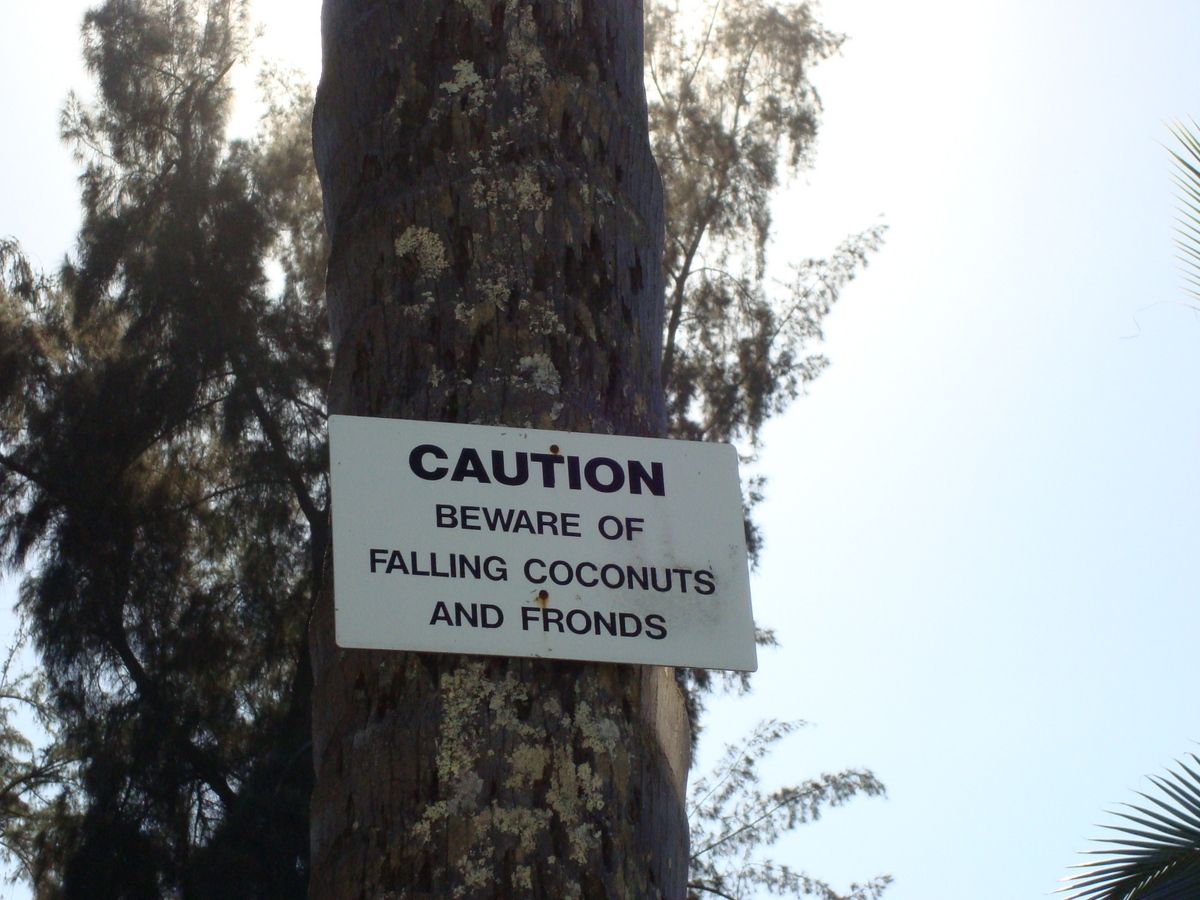 CAUTION
BEWARE OF
FALLING COCONUTS
AND FRONDS